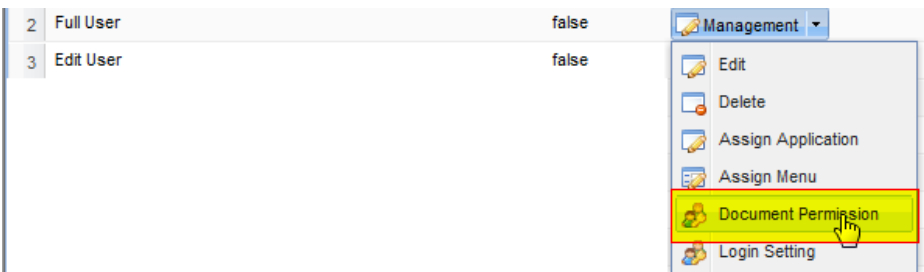 2 Full User false Management
3 Edit User false
Edit
Delete
Assign Application
Assign Menu
Document Permission
Login Setting